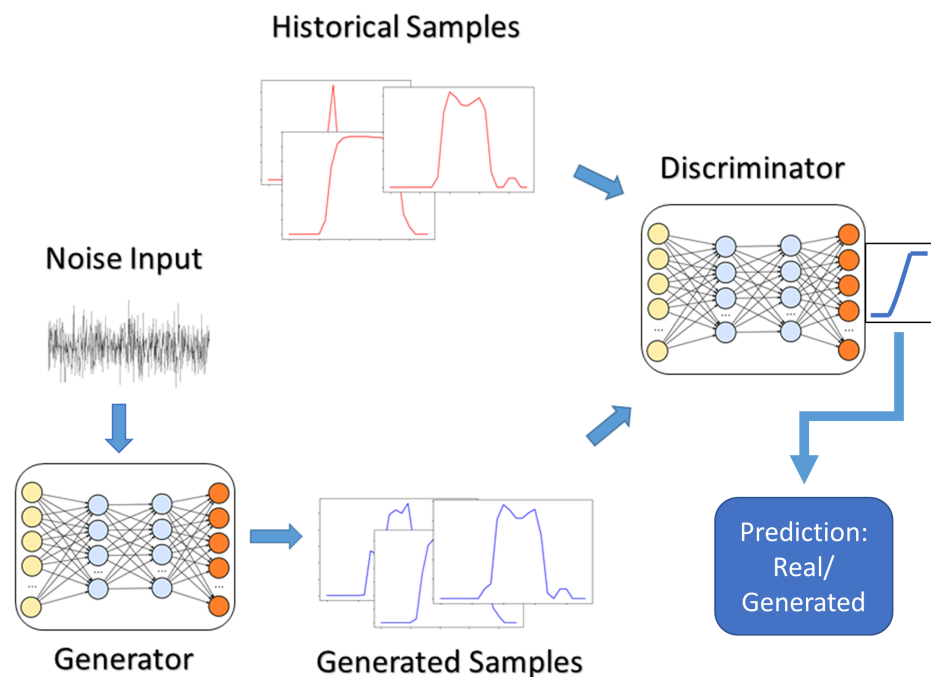 Historical Samples
Discriminator
Noise Input
Prediction:
Real/
Generated
Generator
Generated Samples